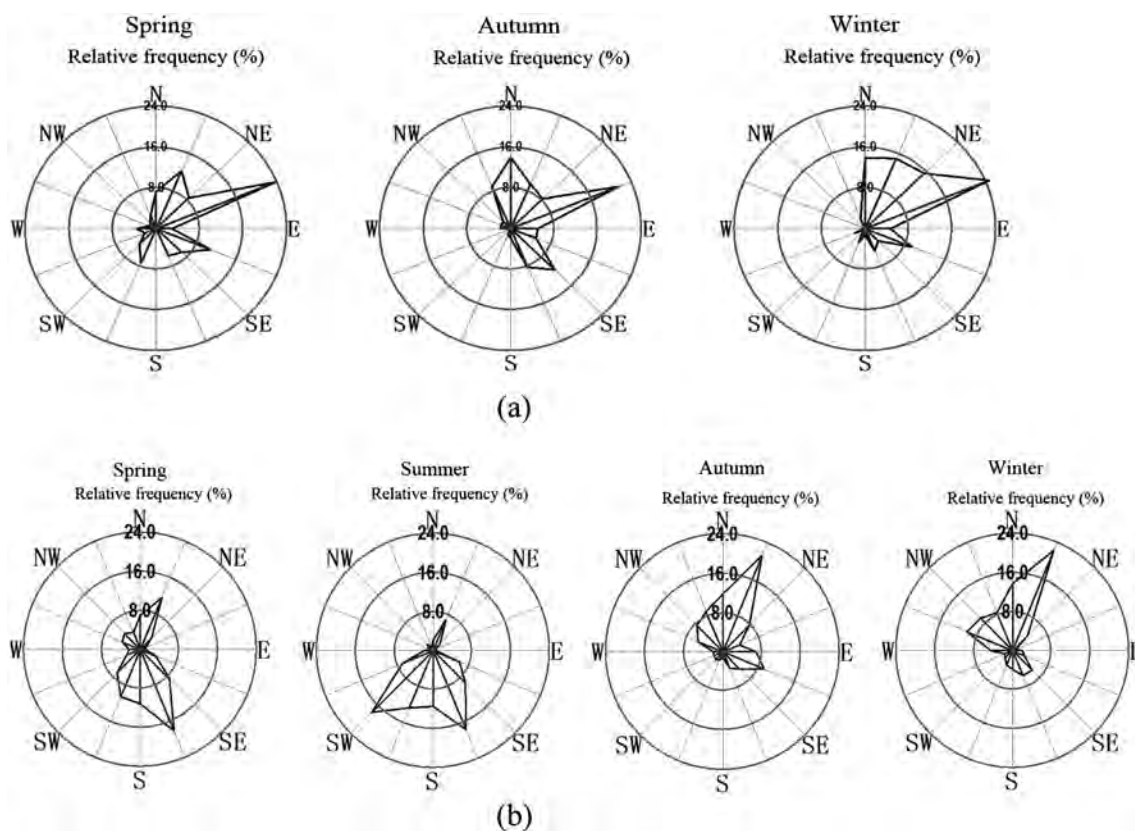 Spring
Relative frequency (%)
N
24.0
NW
NE
16.0
8.0
W
E
SW
SE
S
Autumn
Relative frequency (%)
N
24.0
NW
NE
16.0
8.0
W
E
SW
SE
S
Winter
Relative frequency (%)
N
24.0
NW
NE
16.0
8.0
W
E
SW
SE
S
(a)
Spring
Relative frequency (%)
N
24.0
NW
NE
16.0
8.0
W
E
SW
SE
S
Summer
Relative frequency (%)
N
24.0
NW
NE
16.0
8.0
W
E
SW
SE
S
Autumn
Relative frequency (%)
N
24.0
NW
NE
16.0
8.0
W
E
SW
SE
S
Winter
Relative frequency (%)
N
24.0
NW
NE
16.0
8.0
W
SW
SE
S
(b)